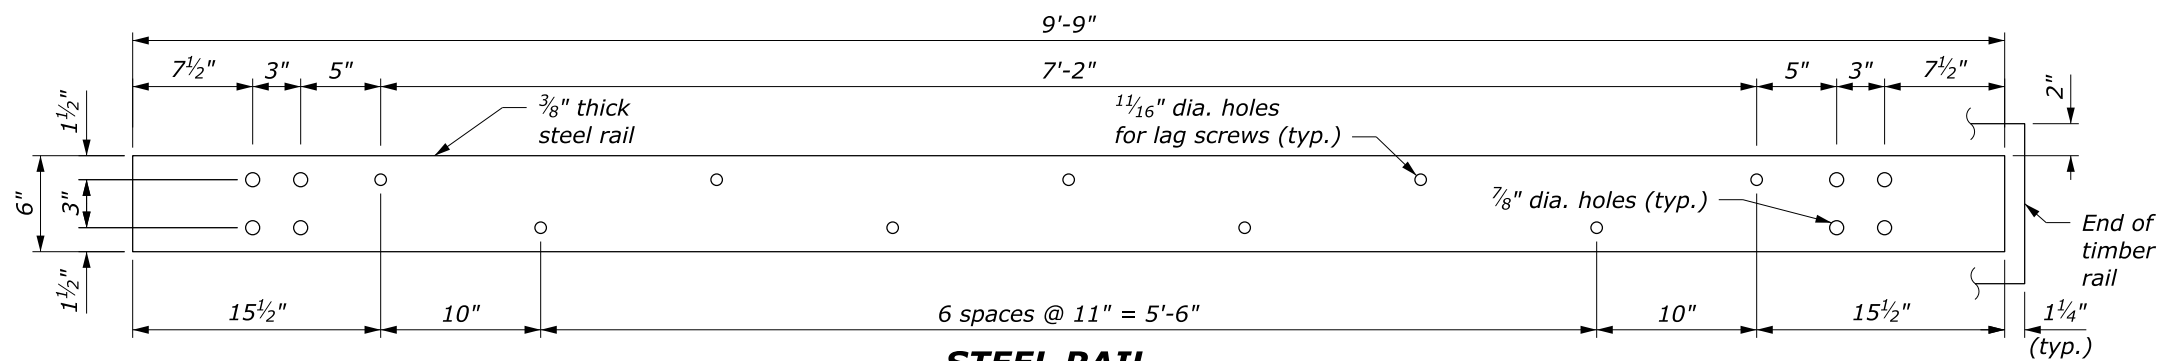 9'-9"
7½" 3" 5" 7'-2" 5" 3" 7½"
2"
1½"
⅜" thick
steel rail
11/16" dia. holes
for lag screws (typ.)
6"
3"
⅞" dia. holes (typ.)
End of
timber
rail
1½"
15½" 10" 6 spaces @ 11" = 5'-6" 10" 15½" 1¼"
(typ.)
STEEL RAIL